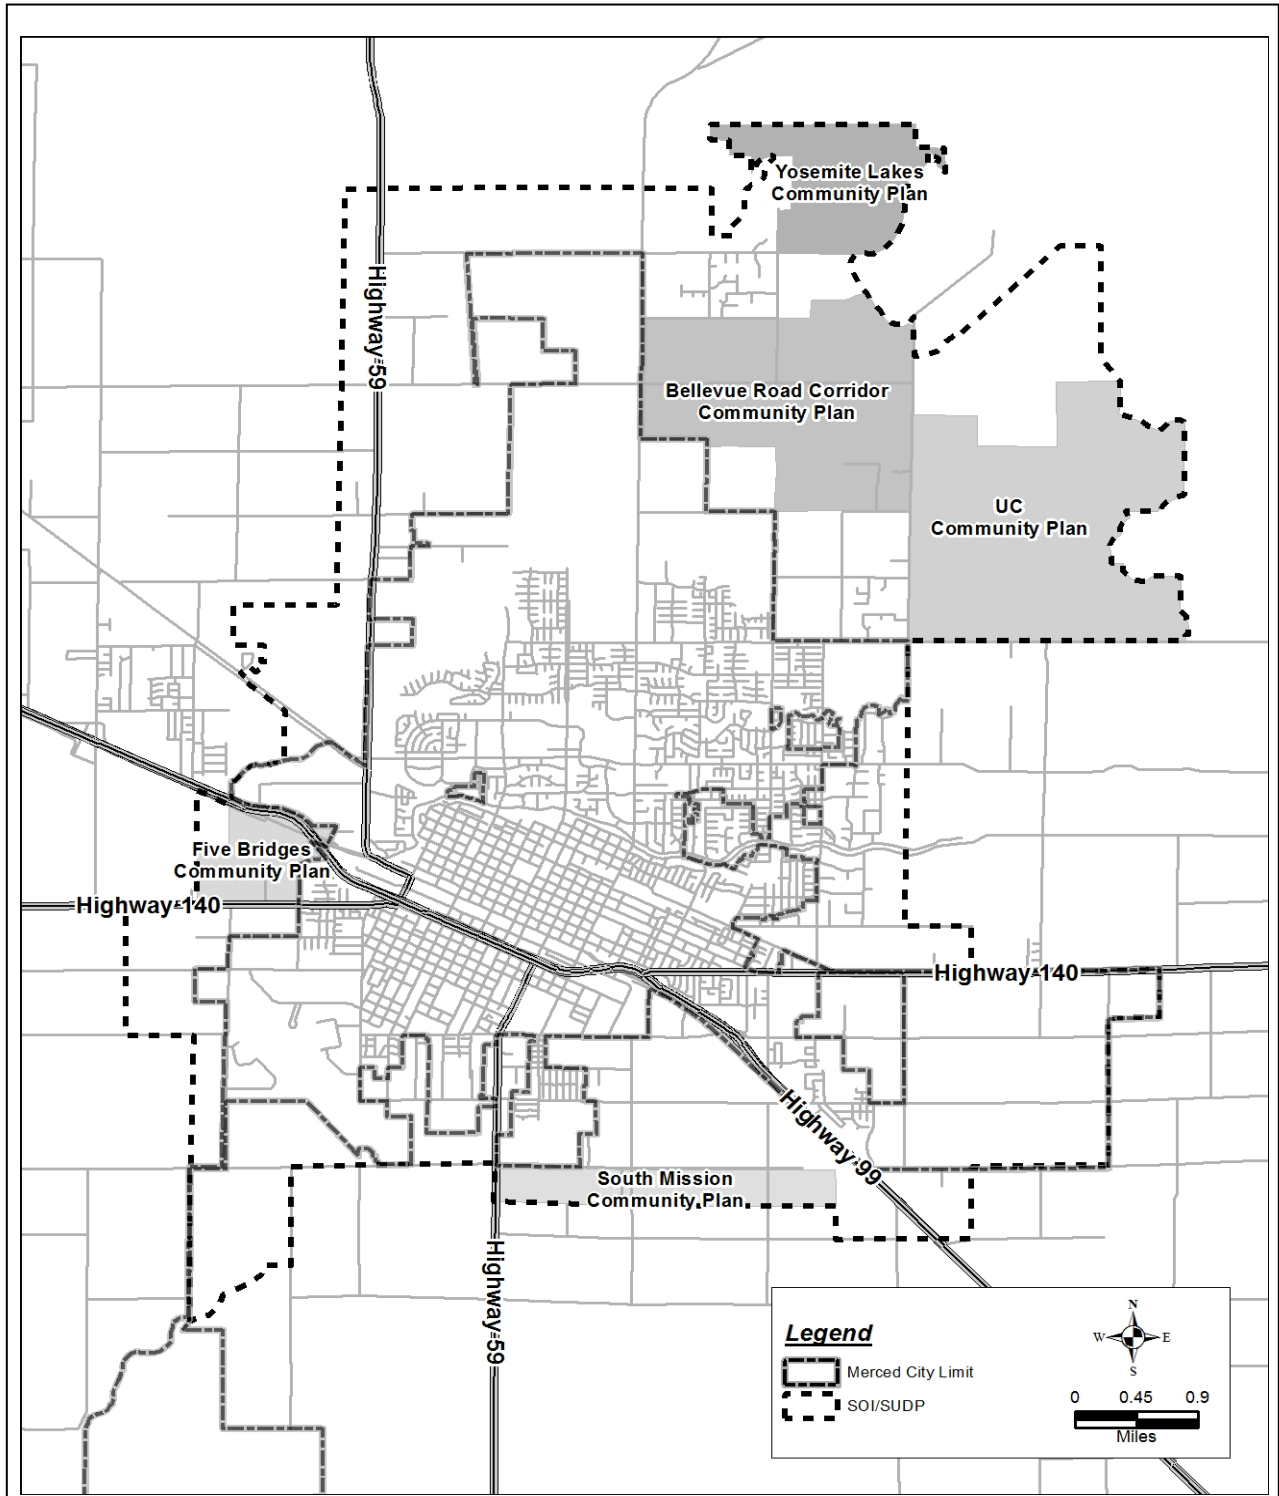 Yosemite Lakes
Community Plan
Highway 59
Bellevue Road Corridor
Community Plan
UC
Community Plan
Five Bridges
Community Plan
Highway 140
Highway 140
Highway 99
South Mission
Community Plan
Highway 59
Legend
Merced City Limit
SOI/SUDP
N
W
E
S
0 0.45 0.9
Miles